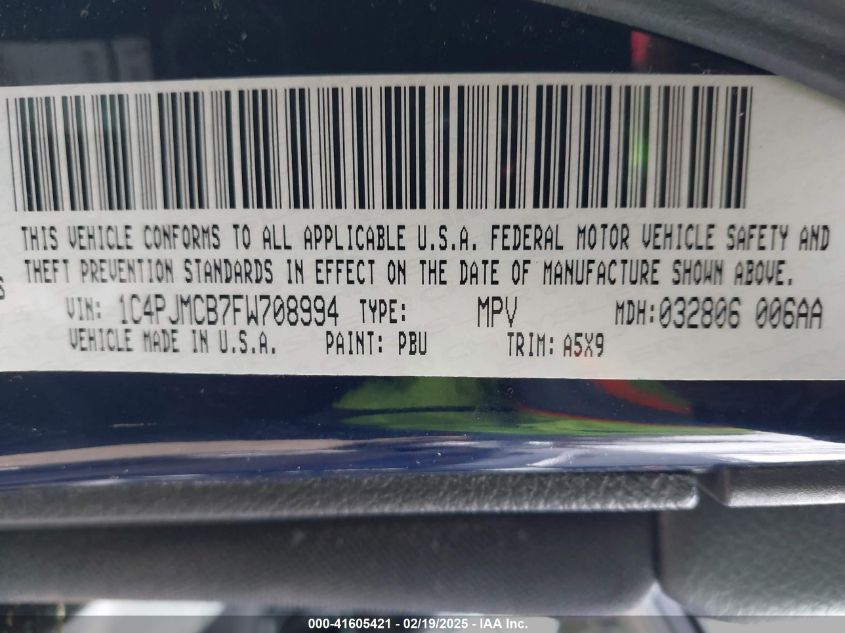 THIS VEHICLE CONFORMS TO ALL APPLICABLE U.S.A. FEDERAL MOTOR VEHICLE SAFETY AND
THEFT PREVENTION STANDARDS IN EFFECT ON THE DATE OF MANUFACTURE SHOWN ABOVE.
S
VIN: 1C4PJMCB7FW708994 TYPE: MPV MDH:032806 006AA
VEHICLE MADE IN U.S.A. PAINT: PBU TRIM: A5X9
000-41605421 - 02/19/2025 - IAA Inc.